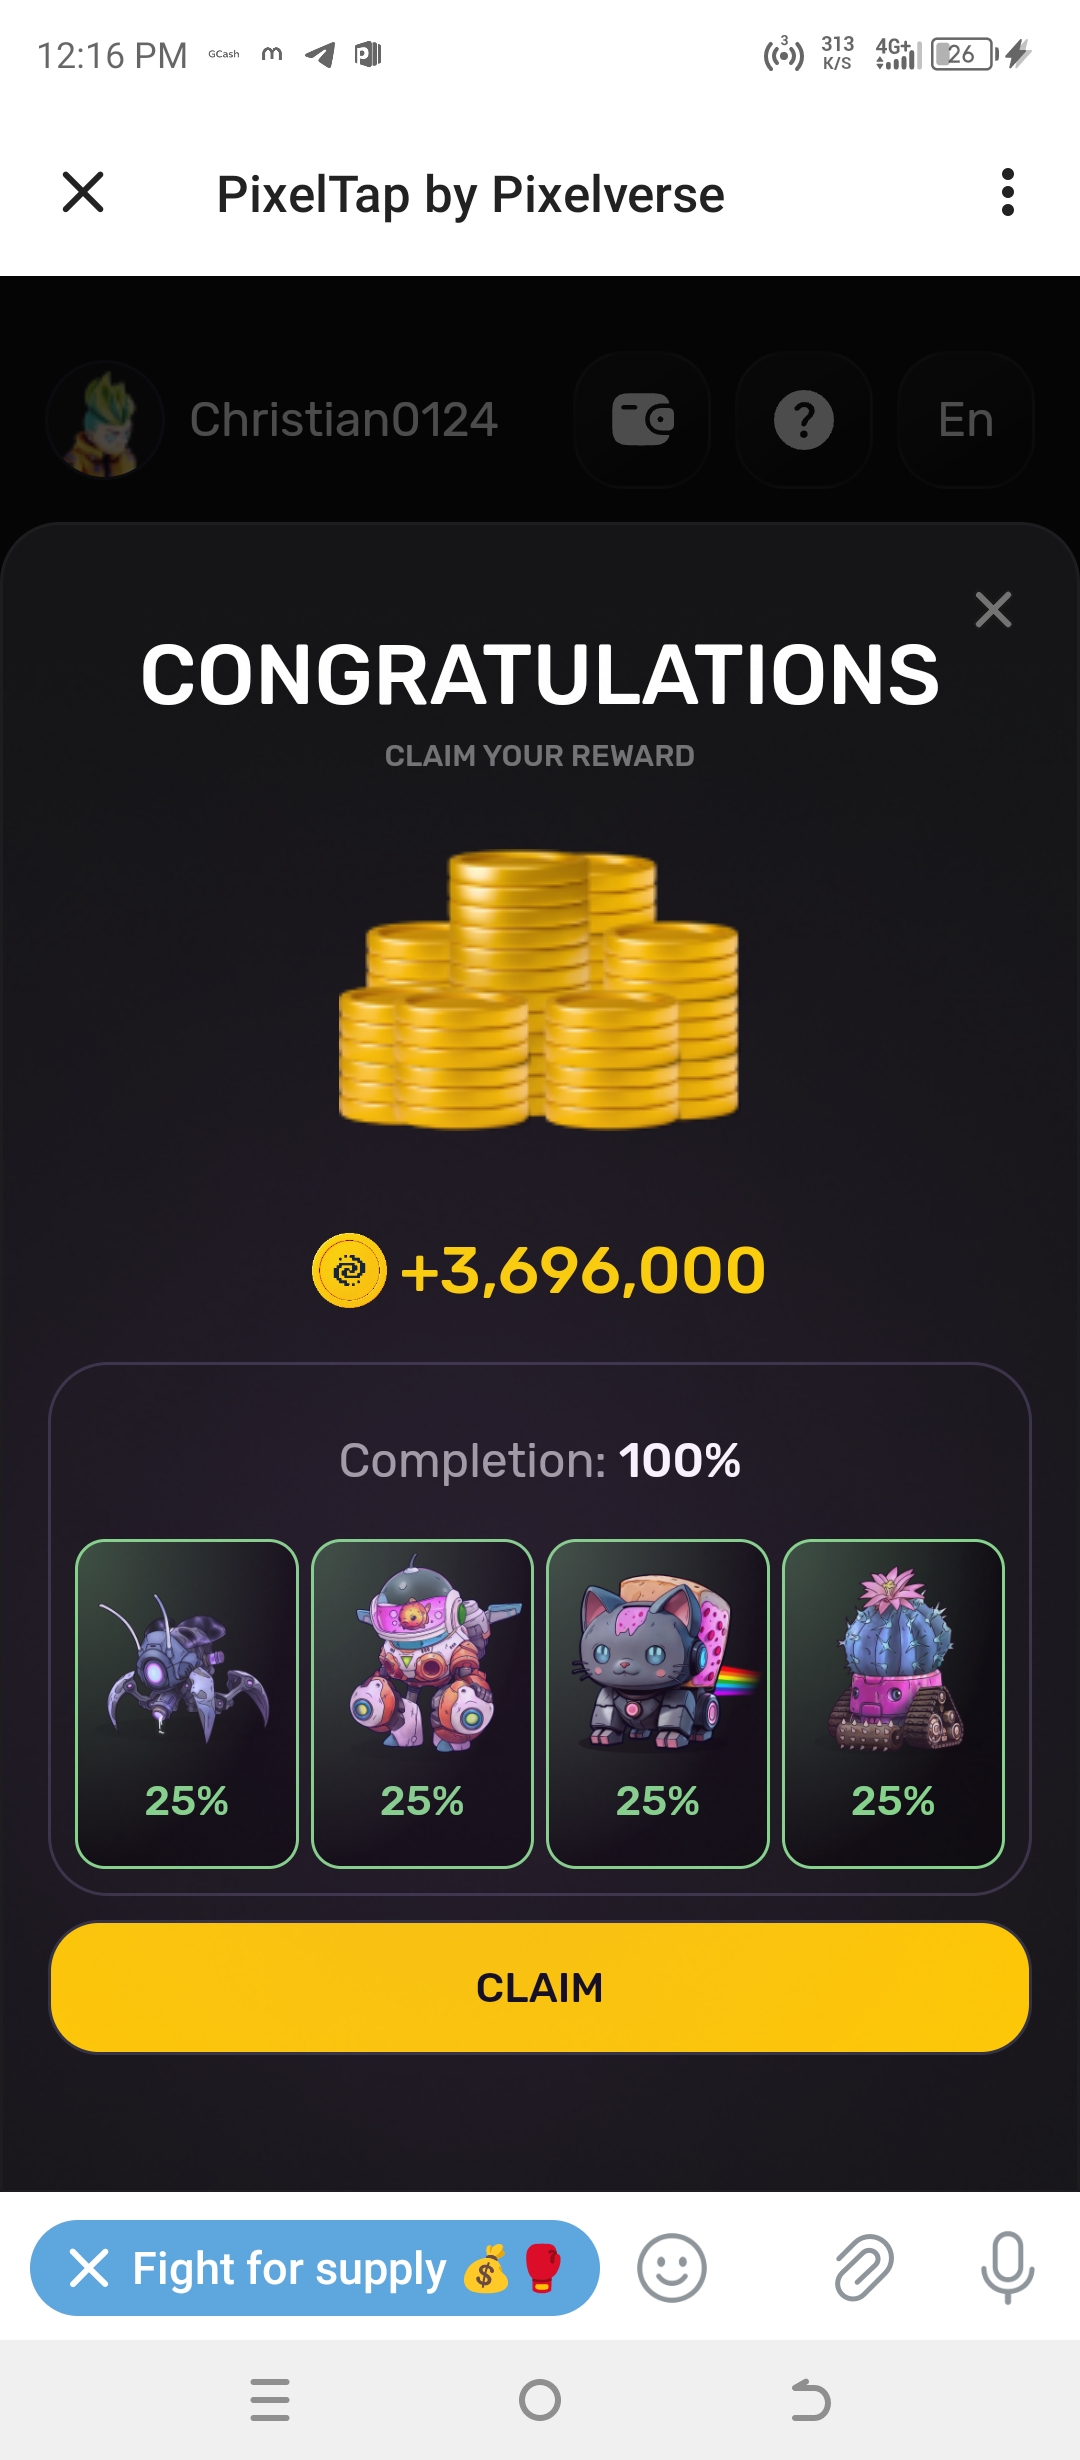 12:16 PM GCash m 3 313 K/S 4G+ 26
PixelTap by Pixelverse
Christian0124 ? En
CONGRATULATIONS
CLAIM YOUR REWARD
+3,696,000
Completion: 100%
25% 25% 25% 25%
CLAIM
Fight for supply 💰🥊